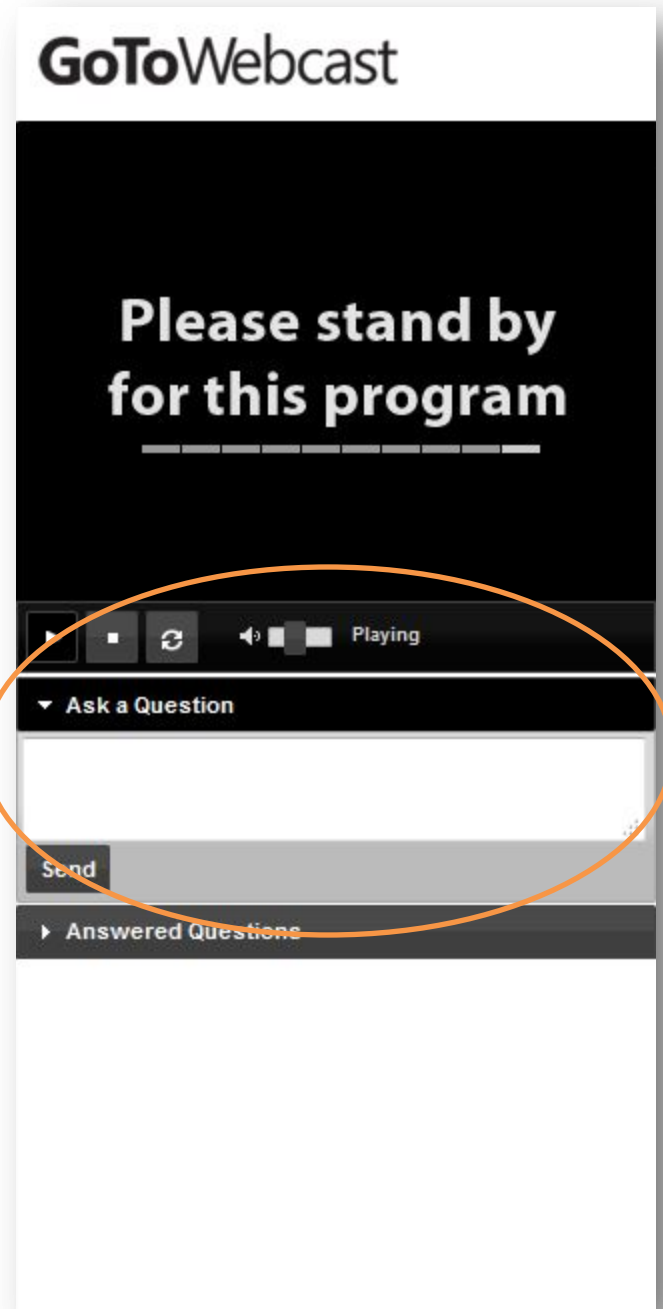 GoToWebcast
Please stand by
for this program
Playing
Ask a Question
Send
Answered Questions